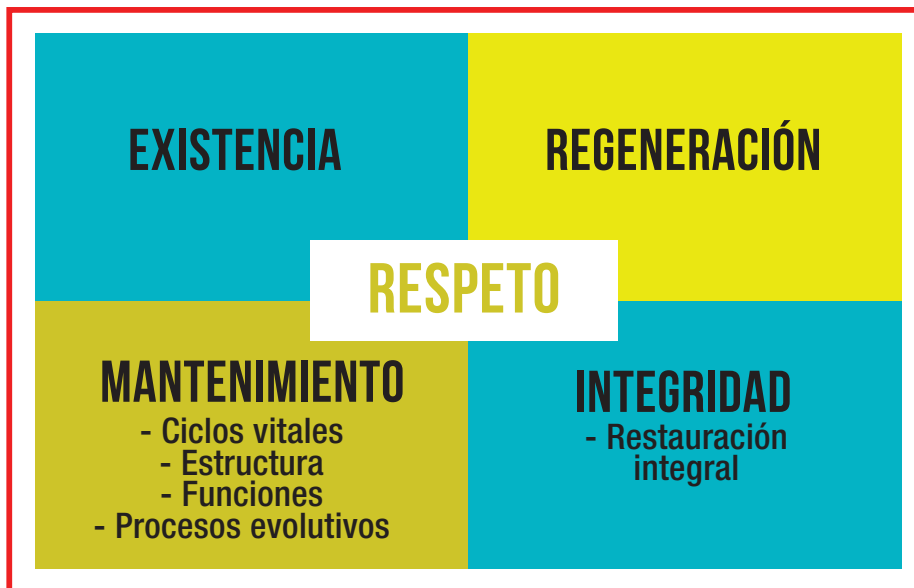 EXISTENCIA
REGENERACIÓN
RESPETO
MANTENIMIENTO
- Ciclos vitales
- Estructura
- Funciones
- Procesos evolutivos
INTEGRIDAD
- Restauración
integral